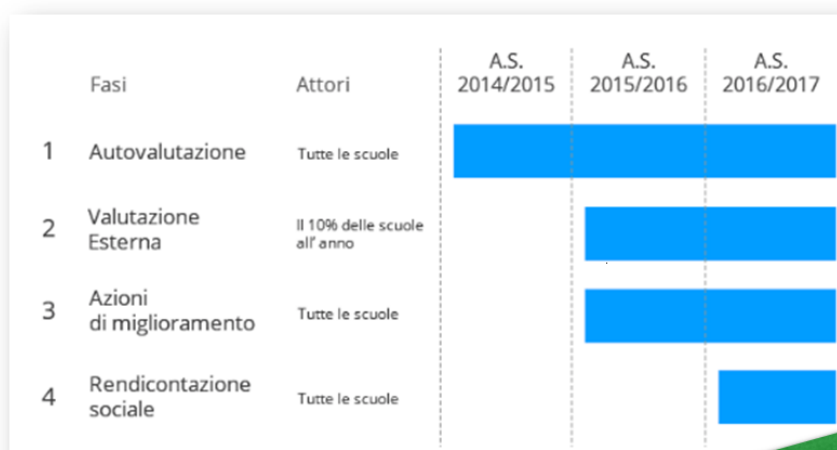 Fasi
Attori
A.S.
2014/2015
A.S.
2015/2016
A.S.
2016/2017
1
Autovalutazione
Tutte le scuole
2
Valutazione
Esterna
Il 10% delle scuole
all' anno
3
Azioni
di miglioramento
Tutte le scuole
4
Rendicontazione
sociale
Tutte le scuole